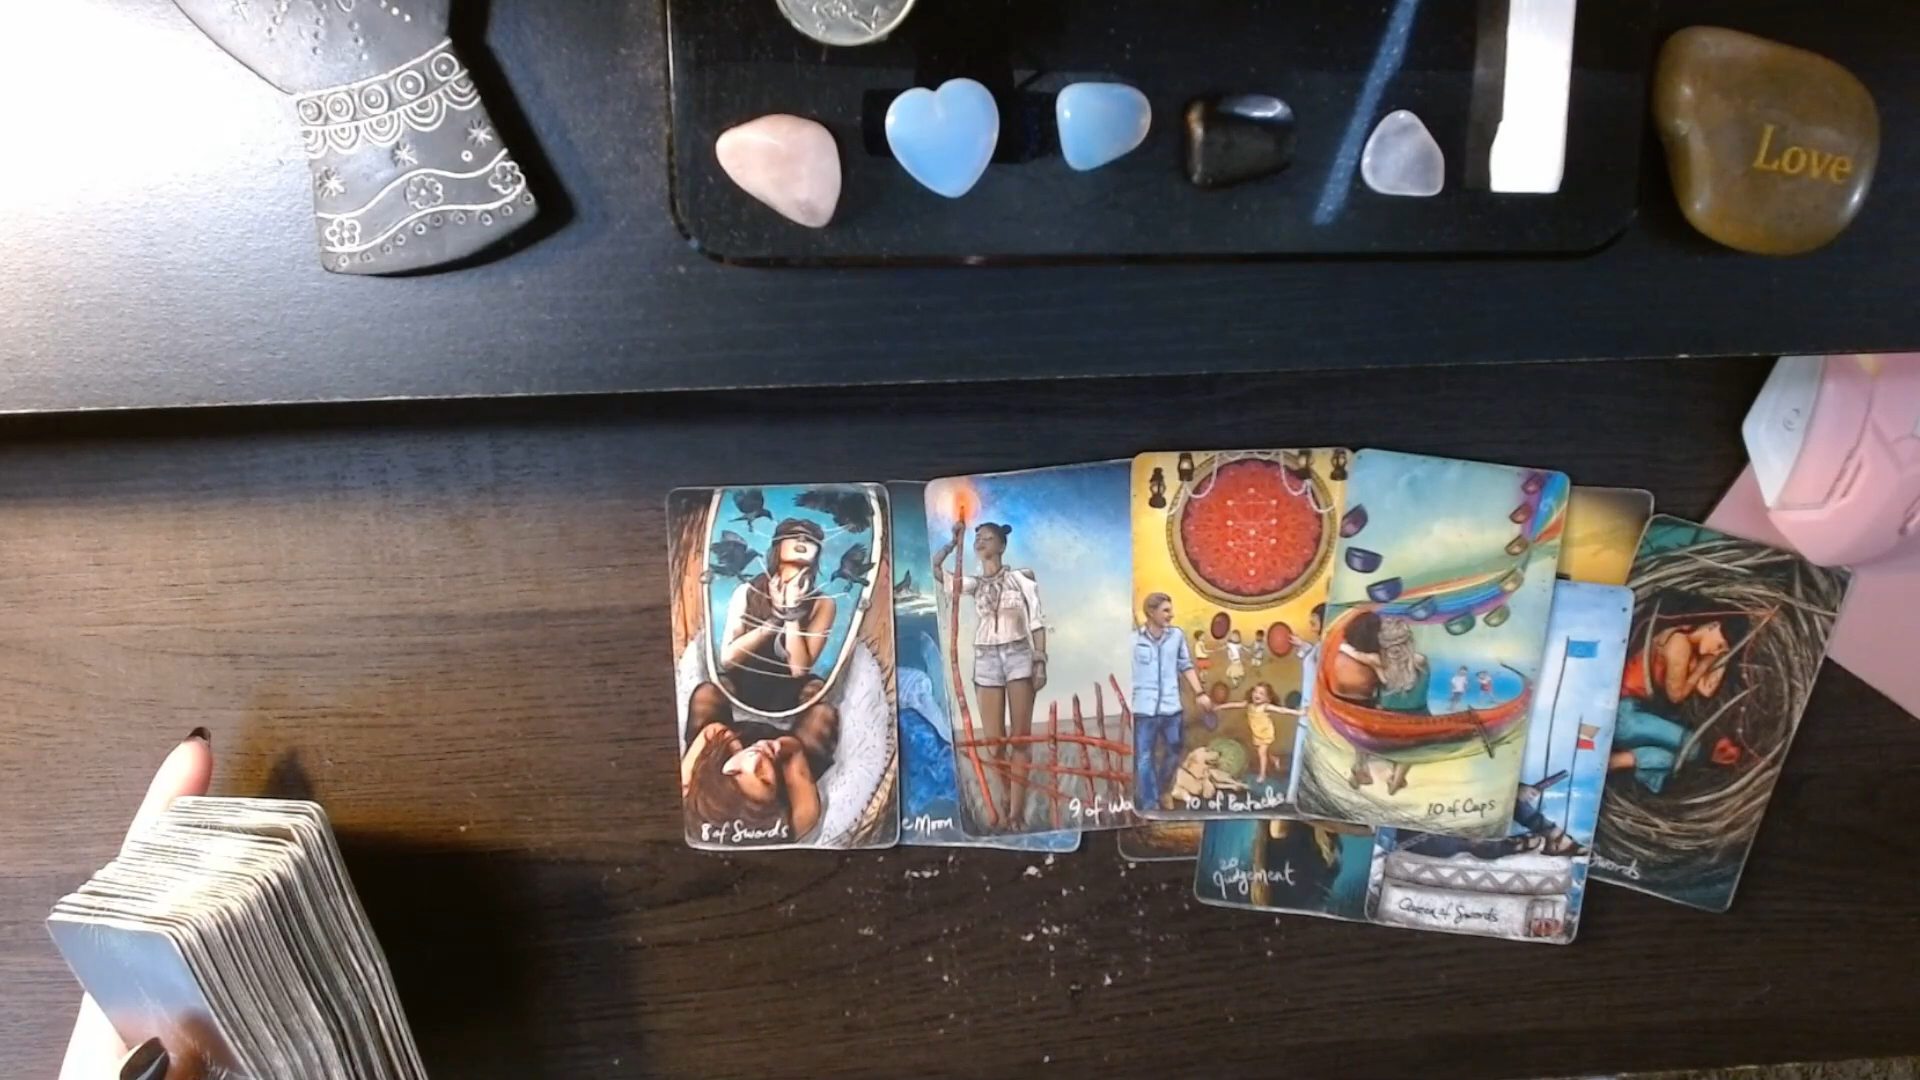 Love
8 of Swords
e Moon
9 of Wa
10 of Pentacles
10 of Cups
20
Judgement
Queen of Swords
Swords